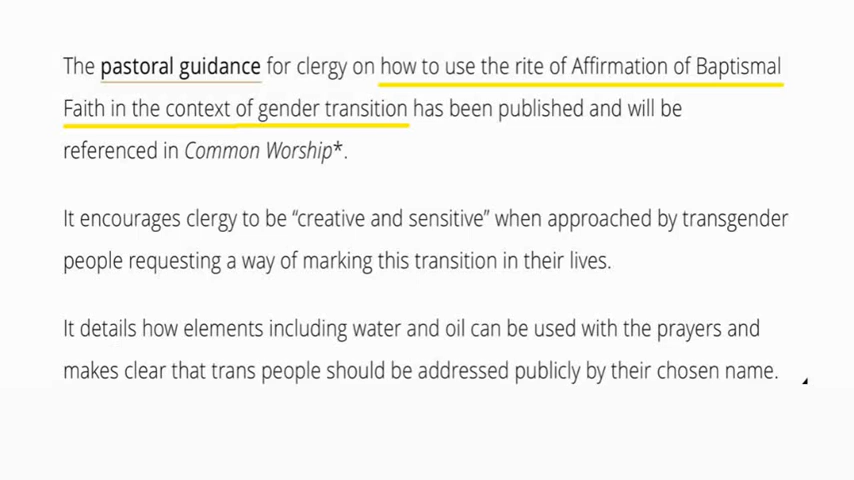 The pastoral guidance for clergy on how to use the rite of Affirmation of Baptismal
Faith in the context of gender transition has been published and will be
referenced in Common Worship*.
It encourages clergy to be “creative and sensitive” when approached by transgender
people requesting a way of marking this transition in their lives.
It details how elements including water and oil can be used with the prayers and
makes clear that trans people should be addressed publicly by their chosen name.